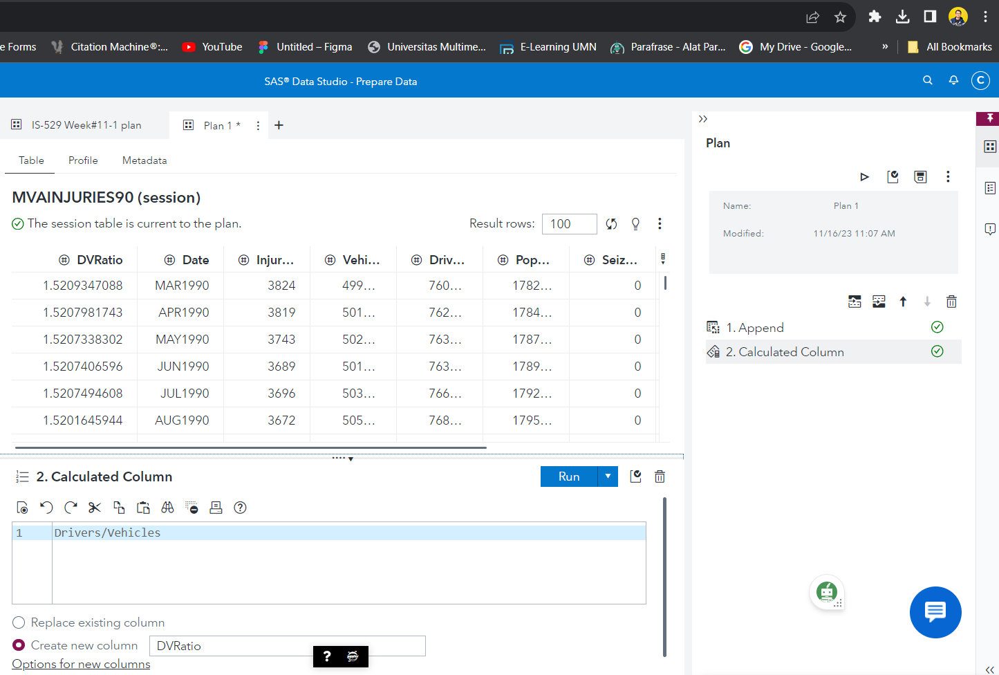 e Forms Citation Machine®:... YouTube Untitled – Figma Universitas Multime... E-Learning UMN Parafrase - Alat Par... My Drive - Google... » All Bookmarks
SAS® Data Studio - Prepare Data
C
IS-529 Week#11-1 plan Plan 1 * +
Table Profile Metadata
MVAINJURIES90 (session)
The session table is current to the plan. Result rows: 100
DVRatio Date Injur... Vehi... Driv... Pop... Seiz...
1.5209347088 MAR1990 3824 499... 760... 1782... 0
1.5207981743 APR1990 3819 501... 762... 1784... 0
1.5207338302 MAY1990 3743 502... 763... 1787... 0
1.5207406596 JUN1990 3689 501... 763... 1789... 0
1.5207494608 JUL1990 3696 503... 766... 1792... 0
1.5201645944 AUG1990 3672 505... 768... 1795... 0
2. Calculated Column Run
1 Drivers/Vehicles
Replace existing column
Create new column DVRatio
Options for new columns
?
Plan
Name: Plan 1
Modified: 11/16/23 11:07 AM
1. Append
2. Calculated Column